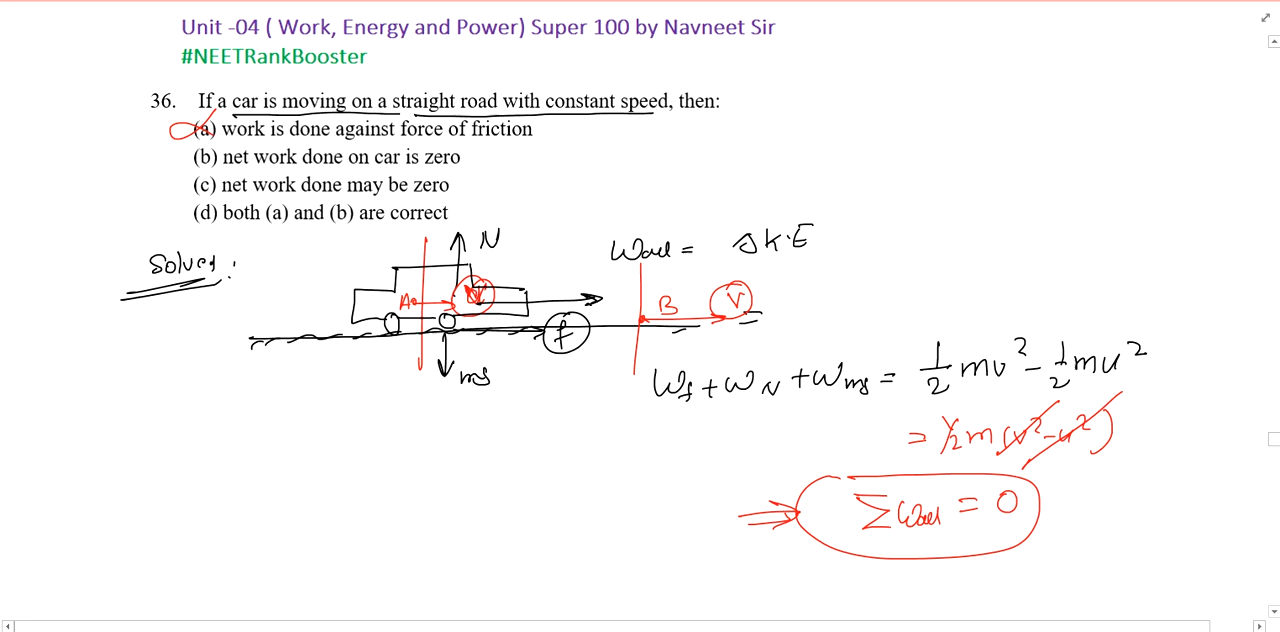 Unit -04 ( Work, Energy and Power) Super 100 by Navneet Sir
#NEETRankBooster
36. If a car is moving on a straight road with constant speed, then:
(a) work is done against force of friction
(b) net work done on car is zero
(c) net work done may be zero
(d) both (a) and (b) are correct
Solves :
N
Wall = ΔK·E
A
B
V
f
mg
Wf + WN + Wmg = 1/2 mv² - 1/2 mu²
= 1/2 m (v² - u²)
ΣWall = 0